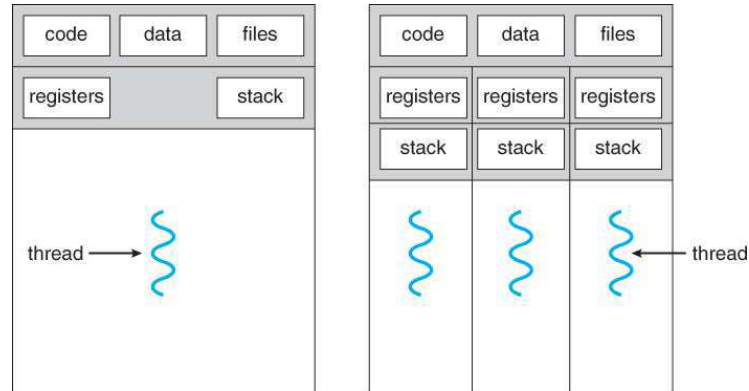 code data files
registers stack
thread
code data files
registers registers registers
stack stack stack
thread